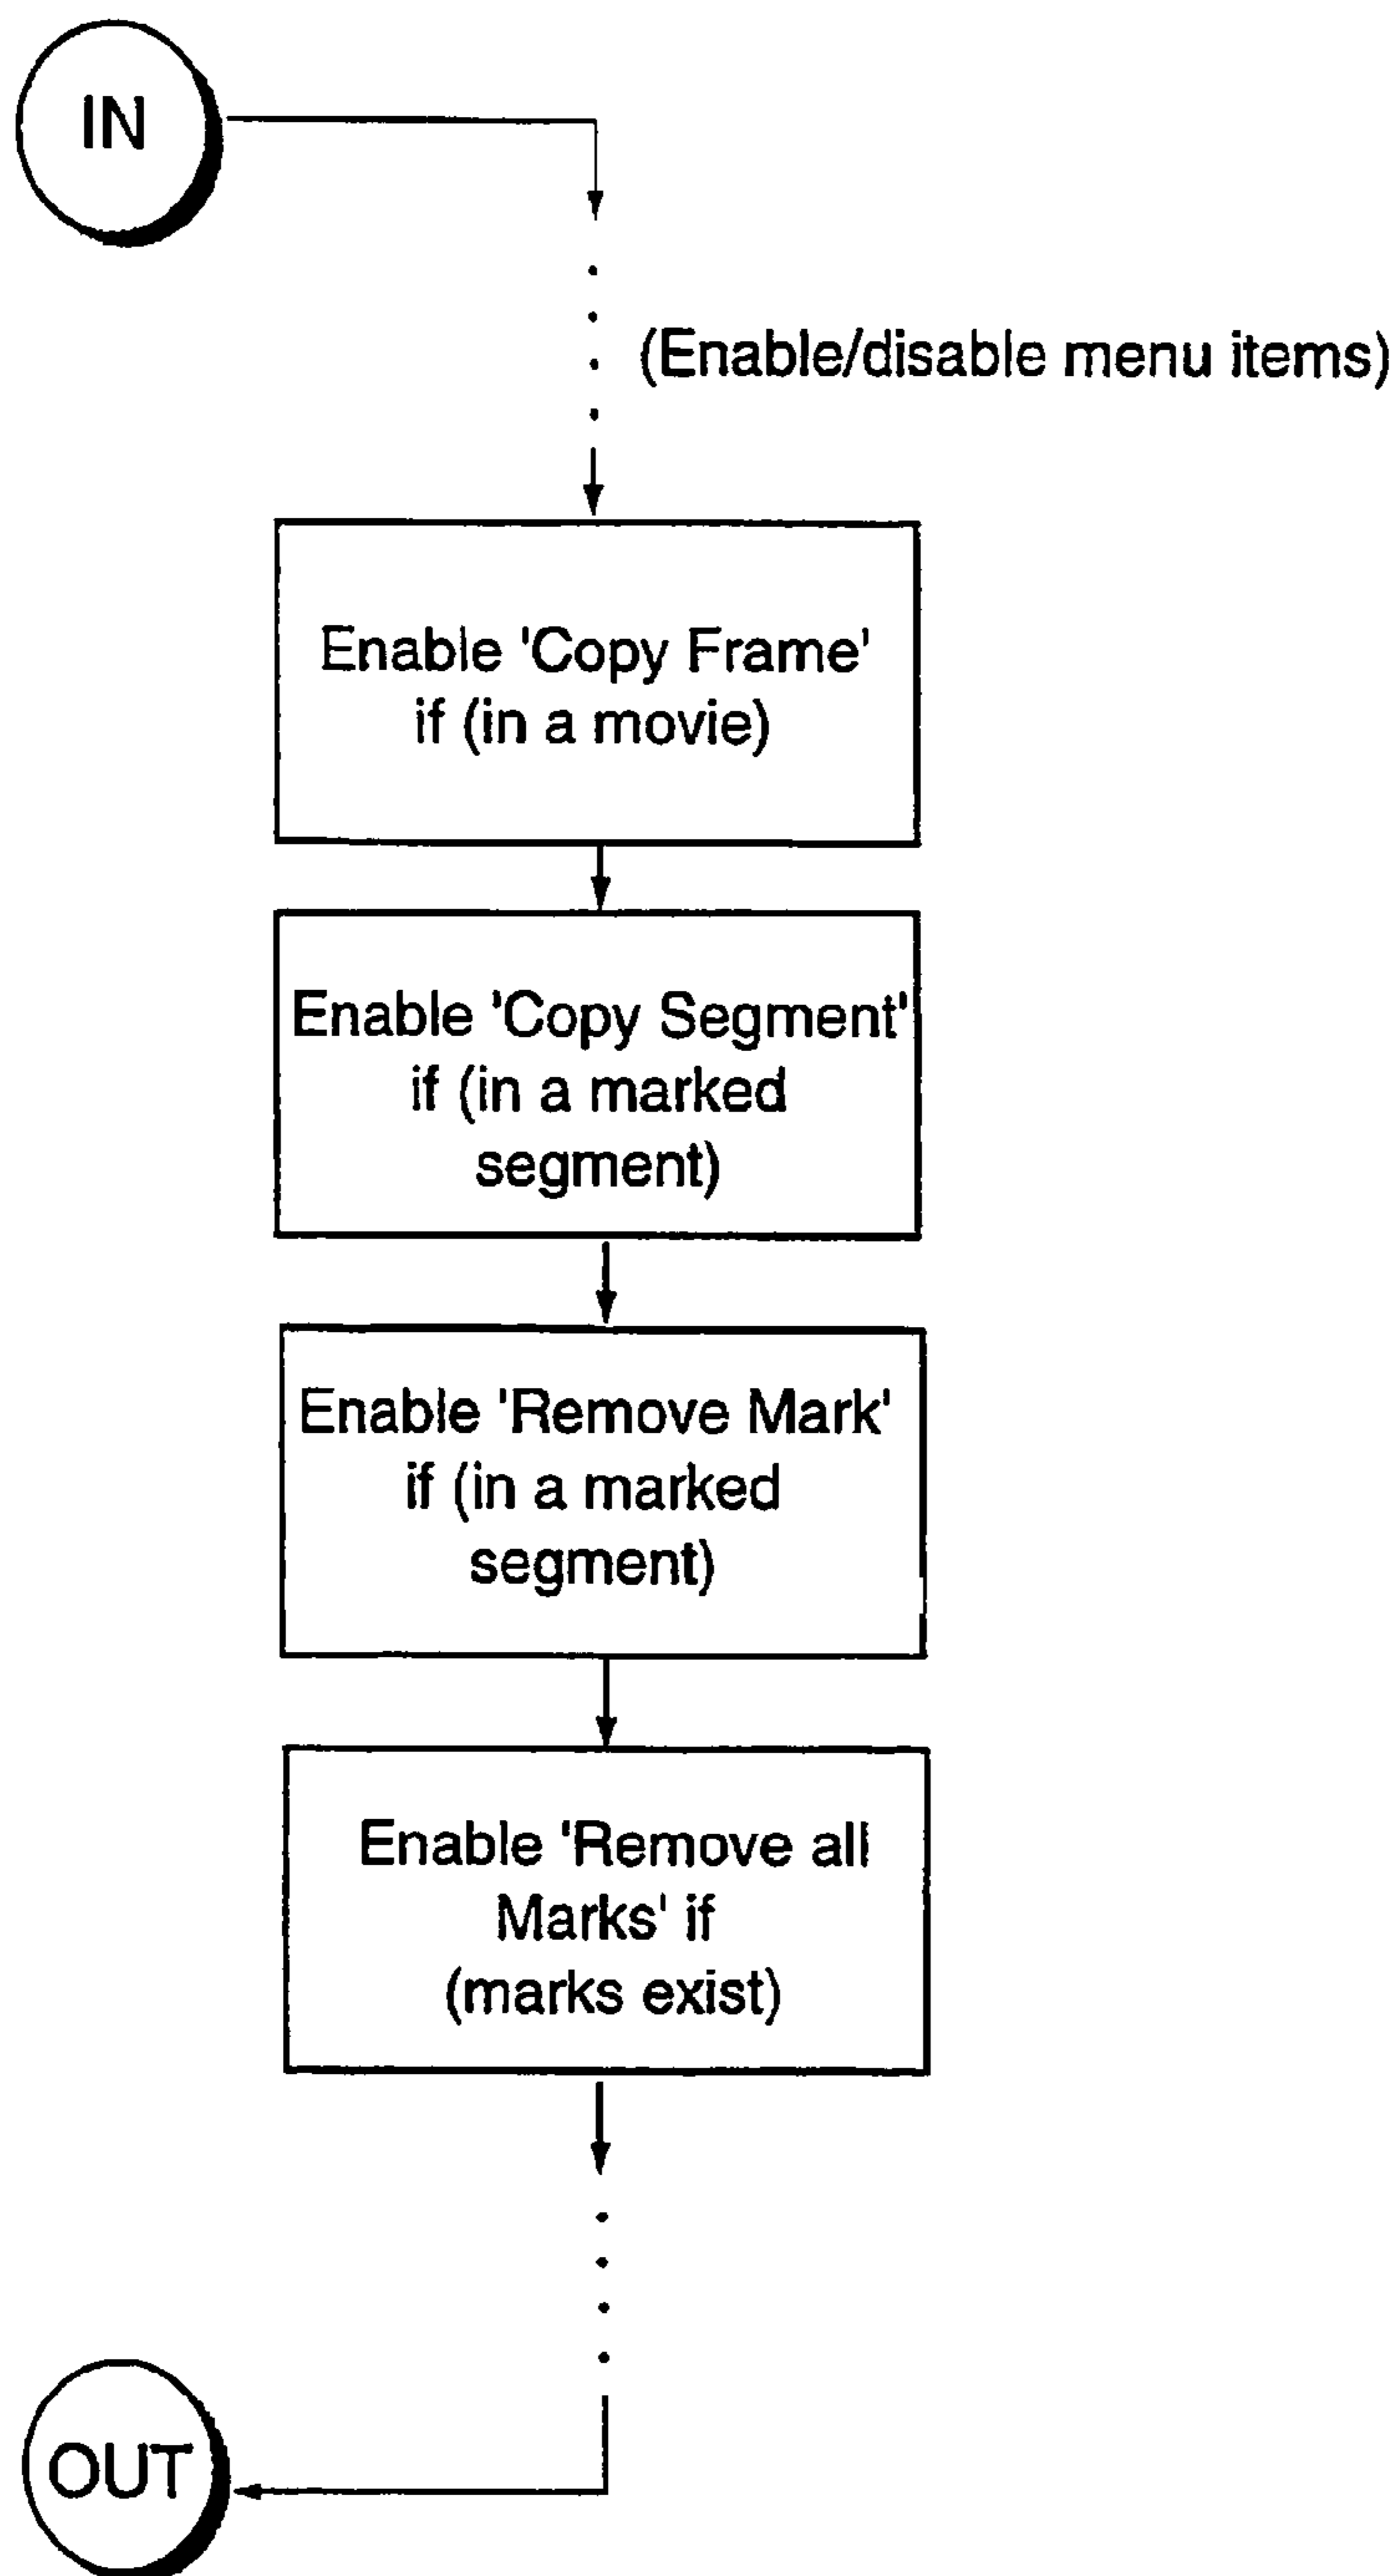 IN
(Enable/disable menu items)
Enable 'Copy Frame'
if (in a movie)
Enable 'Copy Segment'
if (in a marked
segment)
Enable 'Remove Mark'
if (in a marked
segment)
Enable 'Remove all
Marks' if
(marks exist)
OUT